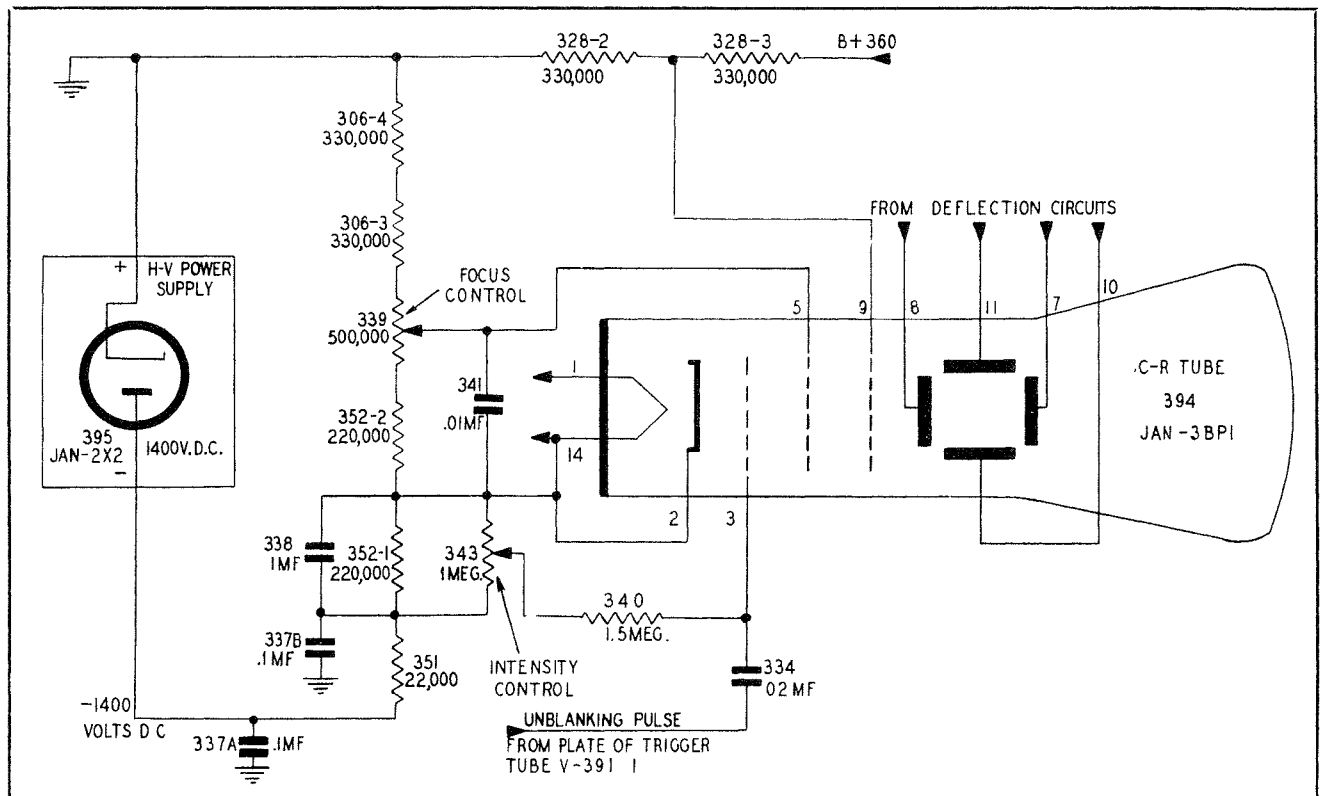 328-2
330,000
328-3
330,000
B+360
306-4
330,000
306-3
330,000
FROM DEFLECTION CIRCUITS
+ H-V POWER
SUPPLY
FOCUS
CONTROL
339
500,000
5
9
8
11
7
10
1
341
.01MF
14
C-R TUBE
394
JAN-3BP1
395
JAN-2X2
1400V.D.C.
-
352-2
220,000
2
3
338
.1MF
352-1
220,000
343
1MEG.
340
1.5MEG.
337B
.1MF
351
22,000
INTENSITY
CONTROL
334
02MF
-1400
VOLTS D C
337A
.1MF
UNBLANKING PULSE
FROM PLATE OF TRIGGER
TUBE V-391 1